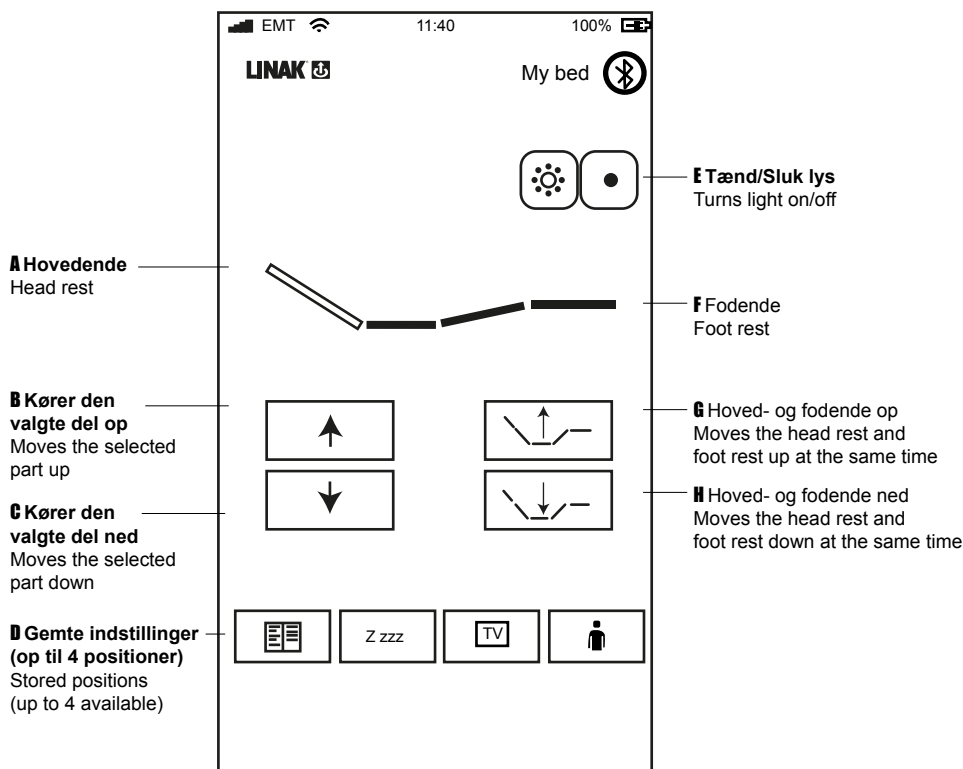 EMT 11:40 100%
LINAK My bed
E Tænd/Sluk lys
Turns light on/off
A Hovedende
Head rest
F Fodende
Foot rest
B Kører den
valgte del op
Moves the selected
part up
G Hoved- og fodende op
Moves the head rest and
foot rest up at the same time
C Kører den
valgte del ned
Moves the selected
part down
H Hoved- og fodende ned
Moves the head rest and
foot rest down at the same time
D Gemte indstillinger
(op til 4 positioner)
Stored positions
(up to 4 available)
Z zzz
TV